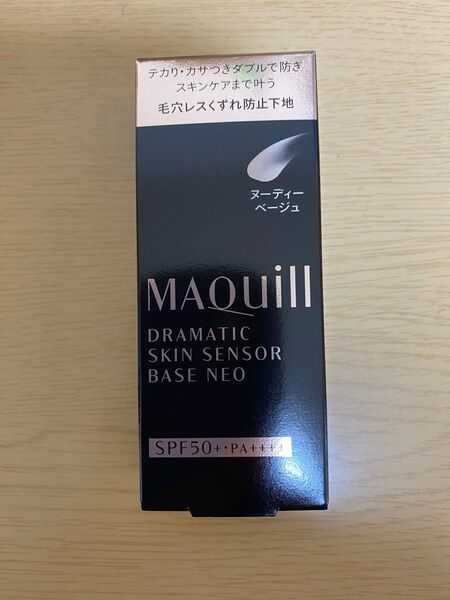 テカリ・カサつきダブルで防ぎ
スキンケアまで叶う
毛穴レスくずれ防止下地
ヌーディー
ベージュ
MAQuill
DRAMATIC
SKIN SENSOR
BASE NEO
SPF50+・PA++++